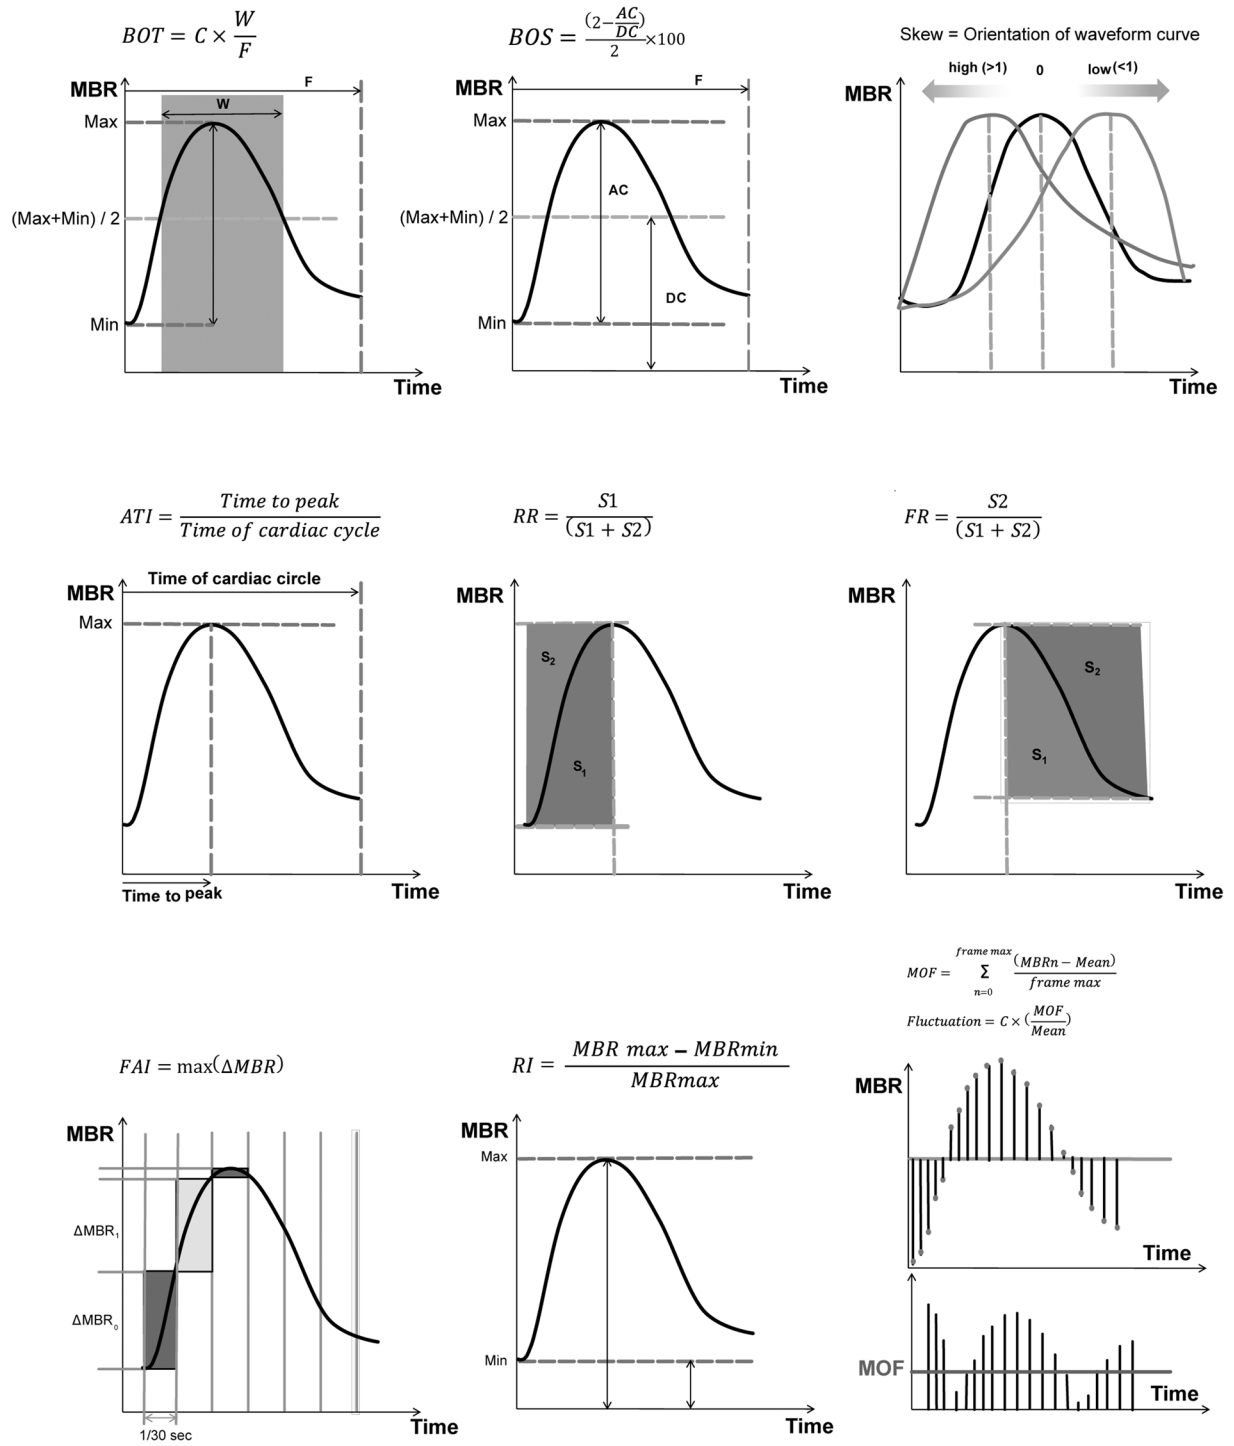 BOT = C × W/F
MBR
F
W
Max
(Max+Min) / 2
Min
Time
BOS = (2−AC/DC)/2 ×100
MBR
F
Max
AC
(Max+Min) / 2
DC
Min
Time
Skew = Orientation of waveform curve
high (>1) 0 low (<1)
MBR
Time
ATI = Time to peak / Time of cardiac cycle
Time of cardiac circle
MBR
Max
Time
Time to peak
RR = S1 / (S1 + S2)
MBR
S2
S1
Time
FR = S2 / (S1 + S2)
MBR
S2
S1
Time
FAI = max(ΔMBR)
MBR
ΔMBR1
ΔMBR0
Time
1/30 sec
RI = MBR max − MBRmin / MBRmax
MBR
Max
Min
Time
MOF = frame max Σ n=0 (MBRn − Mean) / frame max
Fluctuation = C × (MOF/Mean)
MBR
Time
MOF
Time